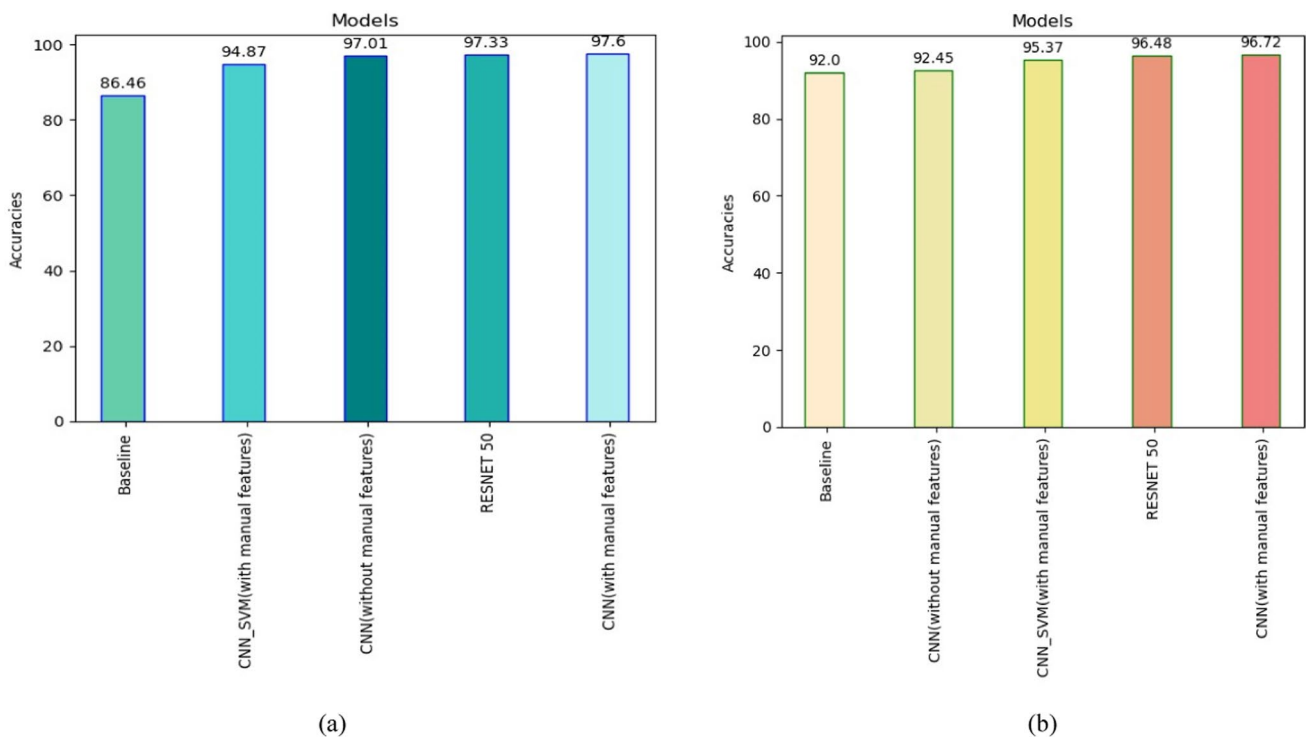 Models
100
80
60
40
20
0
Accuracies
86.46
94.87
97.01
97.33
97.6
Baseline
CNN_SVM(with manual features)
CNN(without manual features)
RESNET 50
CNN(with manual features)
(a)
Models
100
80
60
40
20
0
Accuracies
92.0
92.45
95.37
96.48
96.72
Baseline
CNN(without manual features)
CNN_SVM(with manual features)
RESNET 50
CNN(with manual features)
(b)